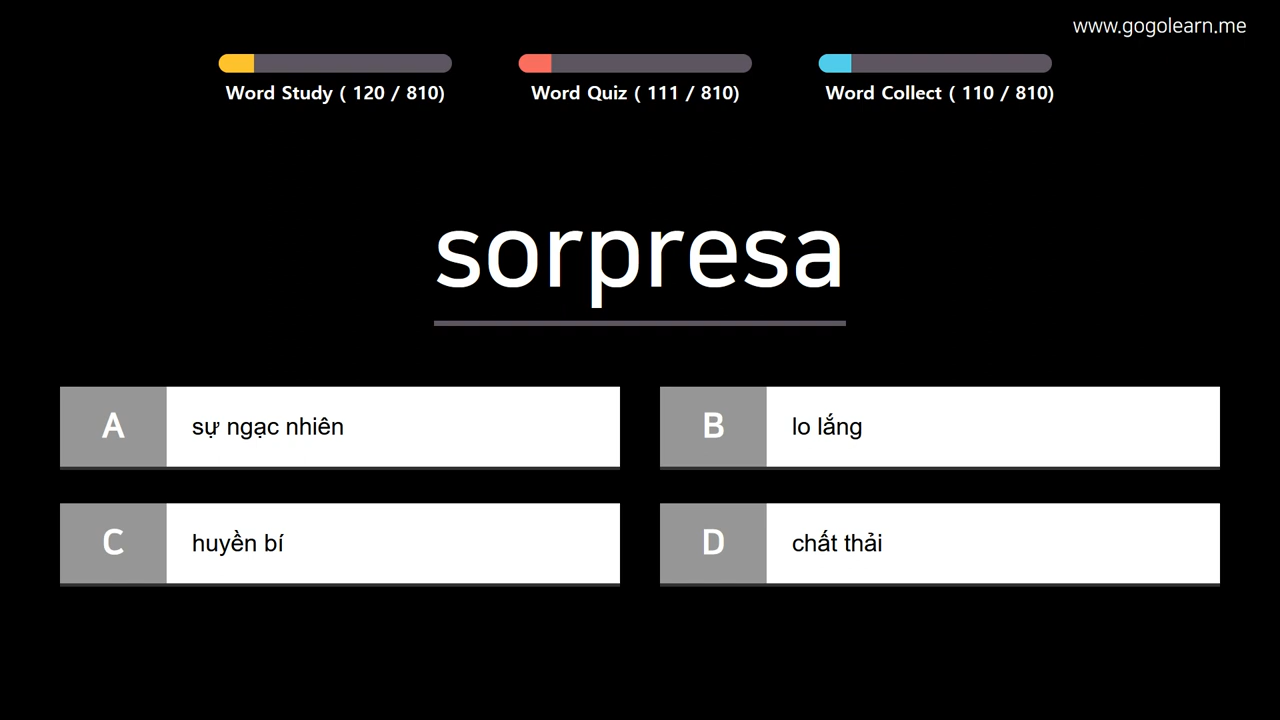 www.gogolearn.me
Word Study ( 120 / 810)
Word Quiz ( 111 / 810)
Word Collect ( 110 / 810)
sorpresa
A
sự ngạc nhiên
B
lo lắng
C
huyền bí
D
chất thải